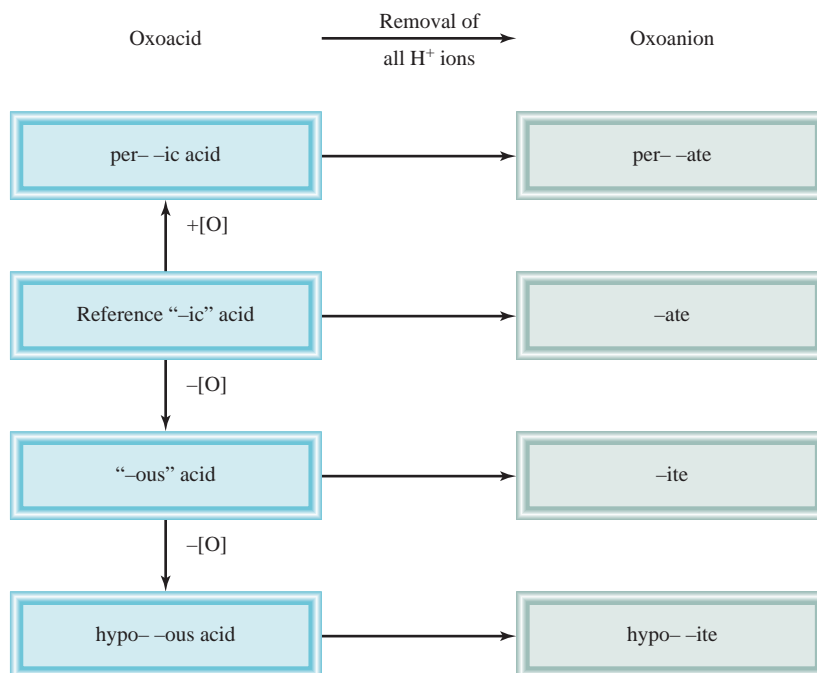 Oxoacid
Removal of
all H⁺ ions
Oxoanion
per– –ic acid
per– –ate
+[O]
Reference “–ic” acid
–ate
–[O]
“–ous” acid
–ite
–[O]
hypo– –ous acid
hypo– –ite